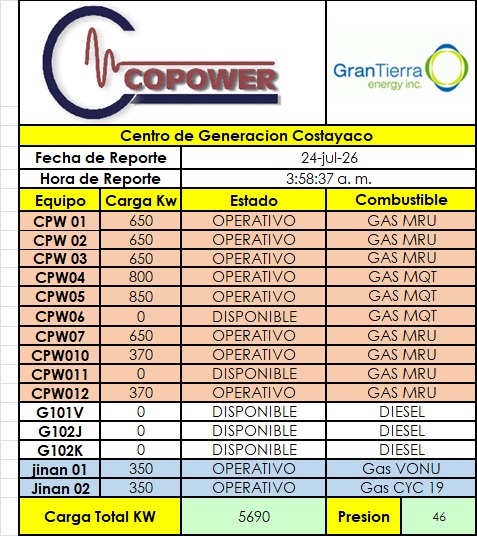 COPOWER
GranTierra
energy inc.
Centro de Generacion Costayaco
Fecha de Reporte 24-jul-26
Hora de Reporte 3:58:37 a. m.
Equipo Carga Kw Estado Combustible
CPW 01 650 OPERATIVO GAS MRU
CPW 02 650 OPERATIVO GAS MRU
CPW 03 650 OPERATIVO GAS MRU
CPW04 800 OPERATIVO GAS MQT
CPW05 850 OPERATIVO GAS MQT
CPW06 0 DISPONIBLE GAS MQT
CPW07 650 OPERATIVO GAS MRU
CPW010 370 OPERATIVO GAS MRU
CPW011 0 DISPONIBLE GAS MRU
CPW012 370 OPERATIVO GAS MRU
G101V 0 DISPONIBLE DIESEL
G102J 0 DISPONIBLE DIESEL
G102K 0 DISPONIBLE DIESEL
jinan 01 350 OPERATIVO Gas VONU
Jinan 02 350 OPERATIVO Gas CYC 19
Carga Total KW 5690 Presion 46